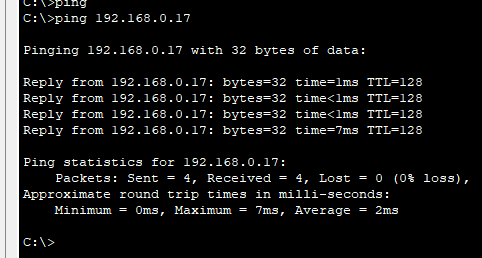 C:\>ping
C:\>ping 192.168.0.17
Pinging 192.168.0.17 with 32 bytes of data:
Reply from 192.168.0.17: bytes=32 time=1ms TTL=128
Reply from 192.168.0.17: bytes=32 time<1ms TTL=128
Reply from 192.168.0.17: bytes=32 time<1ms TTL=128
Reply from 192.168.0.17: bytes=32 time=7ms TTL=128
Ping statistics for 192.168.0.17:
Packets: Sent = 4, Received = 4, Lost = 0 (0% loss),
Approximate round trip times in milli-seconds:
Minimum = 0ms, Maximum = 7ms, Average = 2ms
C:\>